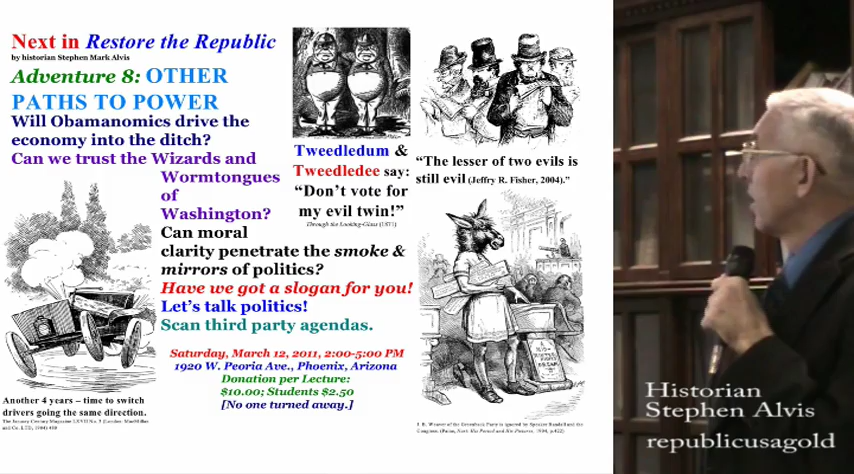 Next in Restore the Republic
by historian Stephen Mark Alvis
Adventure 8: OTHER
PATHS TO POWER
Will Obamanomics drive the
economy into the ditch?
Can we trust the Wizards and
Wormtongues
of
Washington?
Can moral
clarity penetrate the smoke &
mirrors of politics?
Have we got a slogan for you!
Let's talk politics!
Scan third party agendas.
Saturday, March 12, 2011, 2:00-5:00 PM
1920 W. Peoria Ave., Phoenix, Arizona
Donation per Lecture:
$10.00; Students $2.50
[No one turned away.]
Another 4 years – time to switch
drivers going the same direction.
Tweedledum &
Tweedledee say:
“Don’t vote for
my evil twin!”
Through the Looking-Glass (1871)
“The lesser of two evils is
still evil (Jeffry R. Fisher, 2004).”
Historian
Stephen Alvis
republicusagold